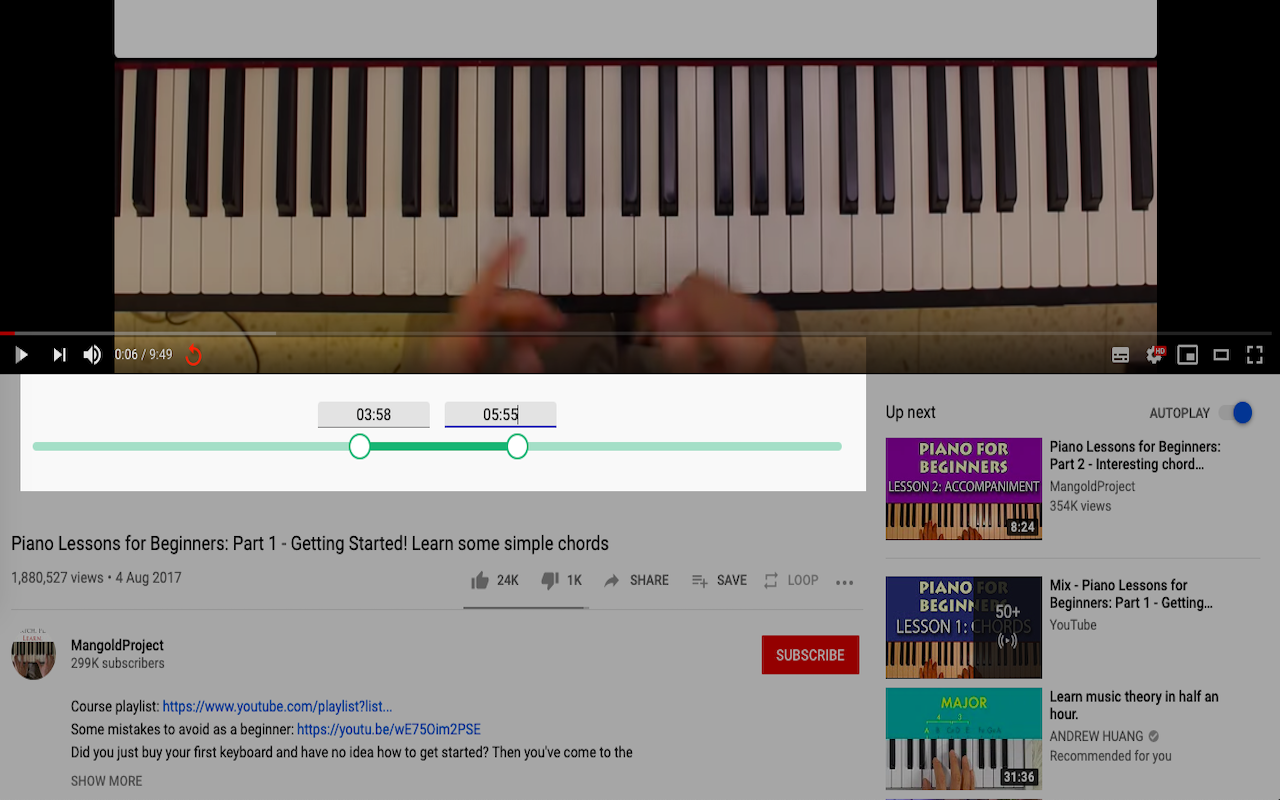 0:06 / 9:49
HD
03:58
05:55
Piano Lessons for Beginners: Part 1 - Getting Started! Learn some simple chords
1,880,527 views • 4 Aug 2017
24K
1K
SHARE
SAVE
LOOP
MangoldProject
299K subscribers
SUBSCRIBE
Course playlist: https://www.youtube.com/playlist?list...
Some mistakes to avoid as a beginner: https://youtu.be/wE75Oim2PSE
Did you just buy your first keyboard and have no idea how to get started? Then you've come to the
SHOW MORE
Up next
AUTOPLAY
PIANO FOR
BEGINNERS
LESSON 2: ACCOMPANIMENT
8:24
Piano Lessons for Beginners:
Part 2 - Interesting chord...
MangoldProject
354K views
PIANO FOR
BEGINNERS
LESSON 1: CHORDS
50+
Mix - Piano Lessons for
Beginners: Part 1 - Getting...
YouTube
MAJOR
31:36
Learn music theory in half an
hour.
ANDREW HUANG
Recommended for you